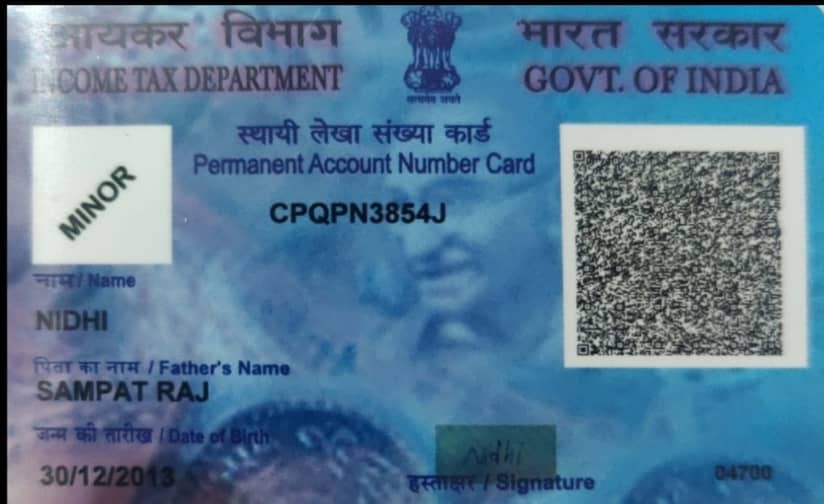 आयकर विभाग
INCOME TAX DEPARTMENT
भारत सरकार
GOVT. OF INDIA
सत्यमेव जयते
स्थायी लेखा संख्या कार्ड
Permanent Account Number Card
CPQPN3854J
MINOR
नाम / Name
NIDHI
पिता का नाम / Father's Name
SAMPAT RAJ
जन्म की तारीख / Date of Birth
30/12/2013
Nidhi
हस्ताक्षर / Signature
04700